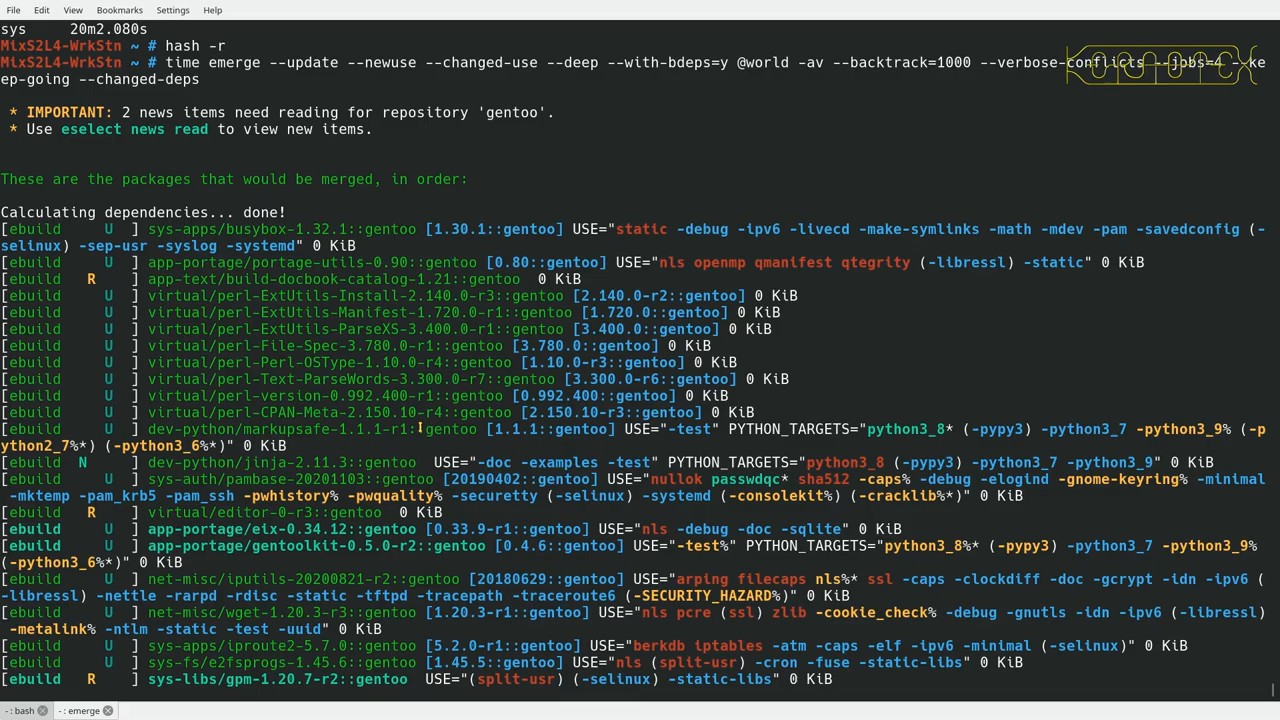 File Edit View Bookmarks Settings Help
sys 20m2.080s
MixS2L4-WrkStn ~ # hash -r
MixS2L4-WrkStn ~ # time emerge --update --newuse --changed-use --deep --with-bdeps=y @world -av --backtrack=1000 --verbose-conflicts --jobs=4 --ke
ep-going --changed-deps
* IMPORTANT: 2 news items need reading for repository 'gentoo'.
* Use eselect news read to view new items.
These are the packages that would be merged, in order:
Calculating dependencies... done!
[ebuild U ] sys-apps/busybox-1.32.1::gentoo [1.30.1::gentoo] USE="static -debug -ipv6 -livecd -make-symlinks -math -mdev -pam -savedconfig (-
selinux) -sep-usr -syslog -systemd" 0 KiB
[ebuild U ] app-portage/portage-utils-0.90::gentoo [0.80::gentoo] USE="nls openmp qmanifest qtegrity (-libressl) -static" 0 KiB
[ebuild R ] app-text/build-docbook-catalog-1.21::gentoo 0 KiB
[ebuild U ] virtual/perl-ExtUtils-Install-2.140.0-r3::gentoo [2.140.0-r2::gentoo] 0 KiB
[ebuild U ] virtual/perl-ExtUtils-Manifest-1.720.0-r1::gentoo [1.720.0::gentoo] 0 KiB
[ebuild U ] virtual/perl-ExtUtils-ParseXS-3.400.0-r1::gentoo [3.400.0::gentoo] 0 KiB
[ebuild U ] virtual/perl-File-Spec-3.780.0-r1::gentoo [3.780.0::gentoo] 0 KiB
[ebuild U ] virtual/perl-Perl-OSType-1.10.0-r4::gentoo [1.10.0-r3::gentoo] 0 KiB
[ebuild U ] virtual/perl-Text-ParseWords-3.300.0-r7::gentoo [3.300.0-r6::gentoo] 0 KiB
[ebuild U ] virtual/perl-version-0.992.400-r1::gentoo [0.992.400::gentoo] 0 KiB
[ebuild U ] virtual/perl-CPAN-Meta-2.150.10-r4::gentoo [2.150.10-r3::gentoo] 0 KiB
[ebuild U ] dev-python/markupsafe-1.1.1-r1::gentoo [1.1.1::gentoo] USE="-test" PYTHON_TARGETS="python3_8* (-pypy3) -python3_7 -python3_9% (-p
ython2_7%*) (-python3_6%*)" 0 KiB
[ebuild N ] dev-python/jinja-2.11.3::gentoo USE="-doc -examples -test" PYTHON_TARGETS="python3_8 (-pypy3) -python3_7 -python3_9" 0 KiB
[ebuild U ] sys-auth/pambase-20201103::gentoo [20190402::gentoo] USE="nullok passwdqc* sha512 -caps% -debug -elogind -gnome-keyring% -minimal
-mktemp -pam_krb5 -pam_ssh -pwhistory% -pwquality% -securetty (-selinux) -systemd (-consolekit%) (-cracklib%*)" 0 KiB
[ebuild R ] virtual/editor-0-r3::gentoo 0 KiB
[ebuild U ] app-portage/eix-0.34.12::gentoo [0.33.9-r1::gentoo] USE="nls -debug -doc -sqlite" 0 KiB
[ebuild U ] app-portage/gentoolkit-0.5.0-r2::gentoo [0.4.6::gentoo] USE="-test%" PYTHON_TARGETS="python3_8%* (-pypy3) -python3_7 -python3_9%
(-python3_6%*)" 0 KiB
[ebuild U ] net-misc/iputils-20200821-r2::gentoo [20180629::gentoo] USE="arping filecaps nls%* ssl -caps -clockdiff -doc -gcrypt -idn -ipv6 (
-libressl) -nettle -rarpd -rdisc -static -tftpd -tracepath -traceroute6 (-SECURITY_HAZARD%)" 0 KiB
[ebuild U ] net-misc/wget-1.20.3-r3::gentoo [1.20.3-r1::gentoo] USE="nls pcre (ssl) zlib -cookie_check% -debug -gnutls -idn -ipv6 (-libressl)
-metalink% -ntlm -static -test -uuid" 0 KiB
[ebuild U ] sys-apps/iproute2-5.7.0::gentoo [5.2.0-r1::gentoo] USE="berkdb iptables -atm -caps -elf -ipv6 -minimal (-selinux)" 0 KiB
[ebuild U ] sys-fs/e2fsprogs-1.45.6::gentoo [1.45.5::gentoo] USE="nls (split-usr) -cron -fuse -static-libs" 0 KiB
[ebuild R ] sys-libs/gpm-1.20.7-r2::gentoo USE="(split-usr) (-selinux) -static-libs" 0 KiB
- : bash - : emerge